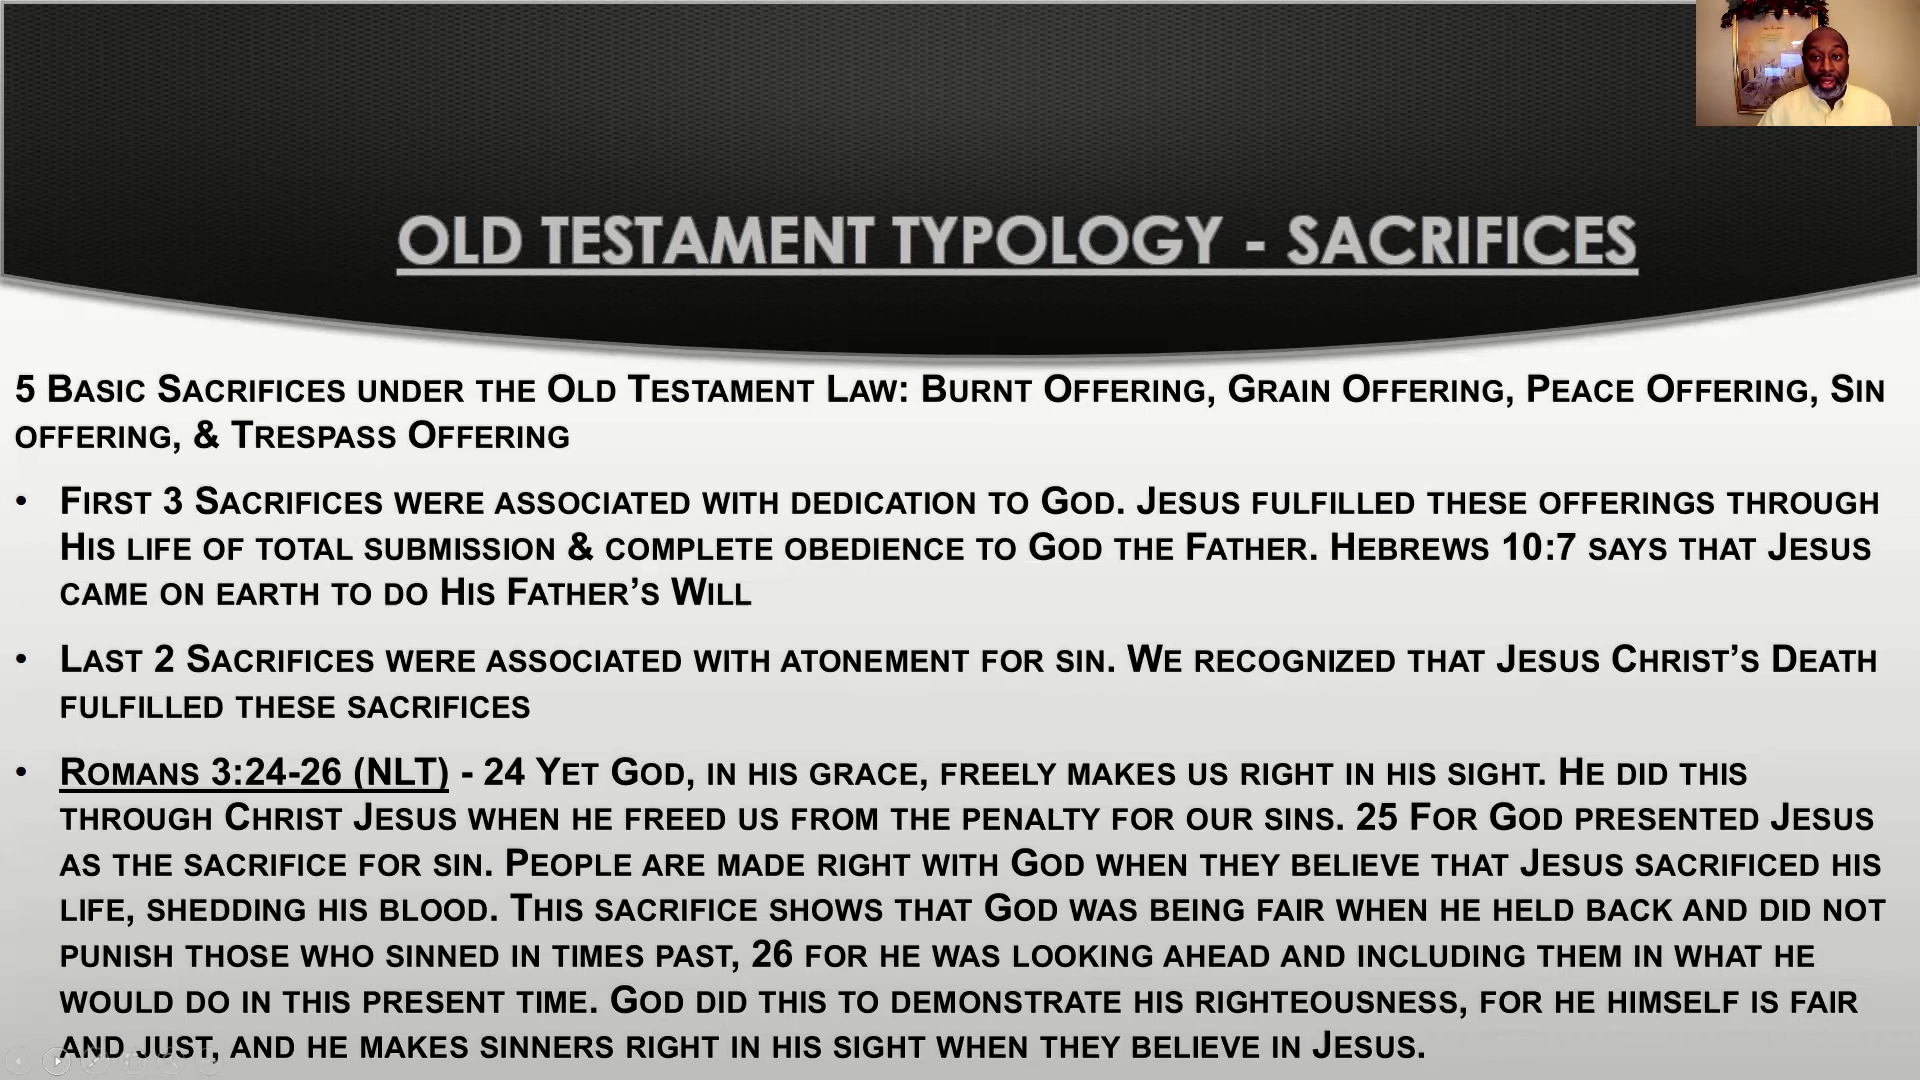 OLD TESTAMENT TYPOLOGY - SACRIFICES
5 Basic Sacrifices under the Old Testament Law: Burnt Offering, Grain Offering, Peace Offering, Sin
offering, & Trespass Offering
• First 3 Sacrifices were associated with dedication to God. Jesus fulfilled these offerings through
His life of total submission & complete obedience to God the Father. Hebrews 10:7 says that Jesus
came on earth to do His Father’s Will
• Last 2 Sacrifices were associated with atonement for sin. We recognized that Jesus Christ’s Death
fulfilled these sacrifices
• Romans 3:24-26 (NLT) - 24 Yet God, in his grace, freely makes us right in his sight. He did this
through Christ Jesus when he freed us from the penalty for our sins. 25 For God presented Jesus
as the sacrifice for sin. People are made right with God when they believe that Jesus sacrificed his
life, shedding his blood. This sacrifice shows that God was being fair when he held back and did not
punish those who sinned in times past, 26 for he was looking ahead and including them in what he
would do in this present time. God did this to demonstrate his righteousness, for he himself is fair
and just, and he makes sinners right in his sight when they believe in Jesus.